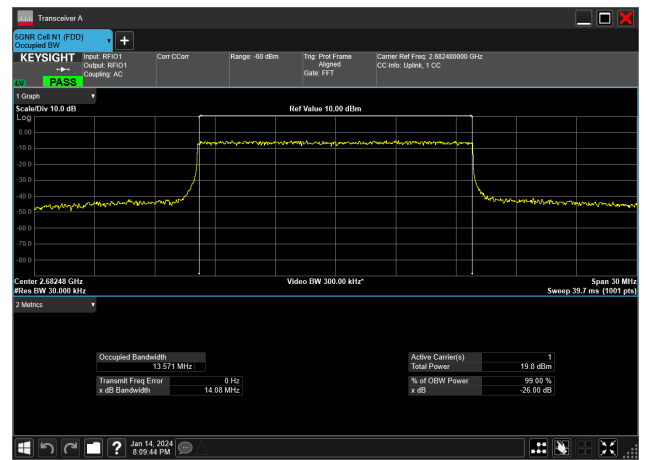 Transceiver A
5GNR Cell N1 (FDD)
Occupied BW
KEYSIGHT
LXI
PASS
Input: RFIO1
Output: RFIO1
Coupling: AC
Corr CCorr
Range: -60 dBm
Trig: Prot Frame
Aligned
Gate: FFT
Carrier Ref Freq: 2.682480000 GHz
CC Info: Uplink, 1 CC
1 Graph
Scale/Div 10.0 dB
Ref Value 10.00 dBm
Log
0.00
-10.0
-20.0
-30.0
-40.0
-50.0
-60.0
-70.0
-80.0
Center 2.68248 GHz
Video BW 300.00 kHz*
Span 30 MHz
#Res BW 30.000 kHz
Sweep 39.7 ms (1001 pts)
2 Metrics
Occupied Bandwidth
13.571 MHz
Transmit Freq Error 0 Hz
x dB Bandwidth 14.08 MHz
Active Carrier(s) 1
Total Power 19.8 dBm
% of OBW Power 99.00 %
x dB -26.00 dB
?
Jan 14, 2024
8:09:44 PM